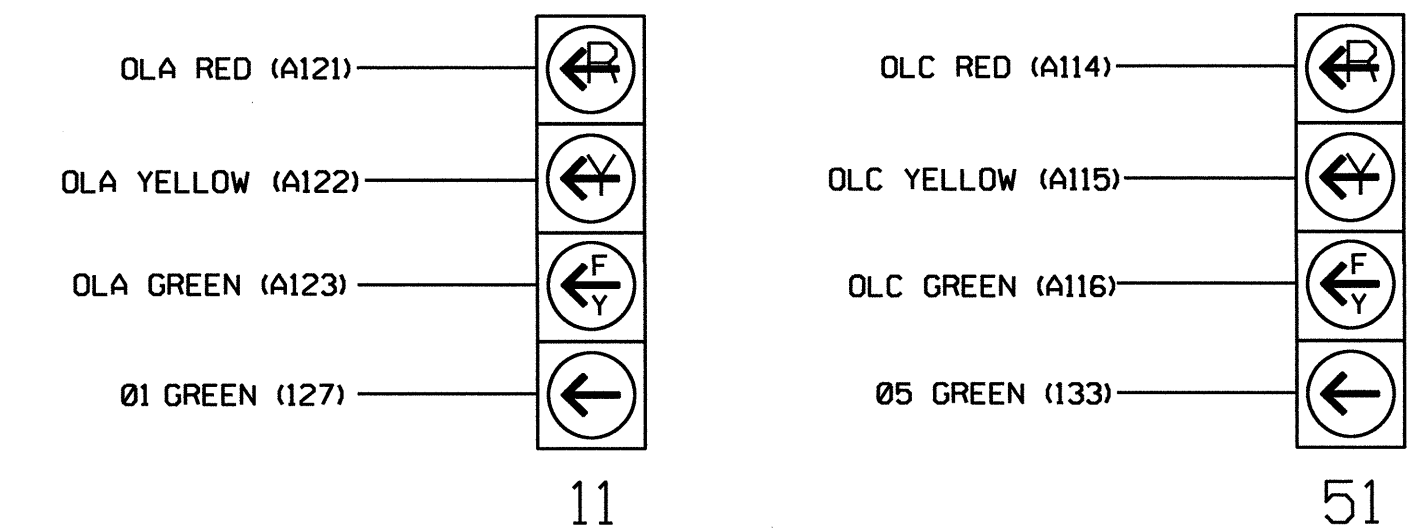 OLA RED (A121)
R
OLA YELLOW (A122)
Y
OLA GREEN (A123)
F
Y
Ø1 GREEN (127)
11
OLC RED (A114)
R
OLC YELLOW (A115)
Y
OLC GREEN (A116)
F
Y
Ø5 GREEN (133)
51